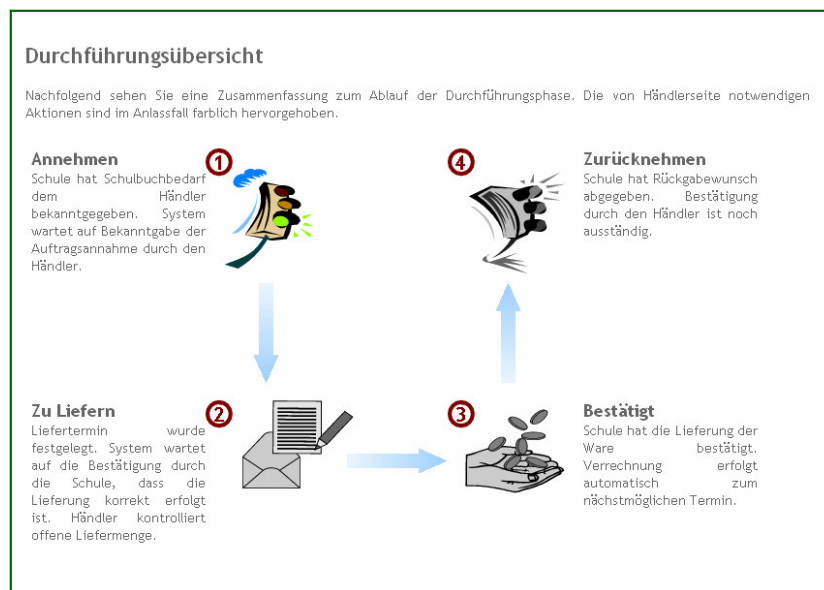 Durchführungsübersicht
Nachfolgend sehen Sie eine Zusammenfassung zum Ablauf der Durchführungsphase. Die von Händlerseite notwendigen
Aktionen sind im Anlassfall farblich hervorgehoben.
Annehmen
Schule hat Schulbuchbedarf
dem Händler
bekanntgegeben. System
wartet auf Bekanntgabe der
Auftragsannahme durch den
Händler.
1
4
Zurücknehmen
Schule hat Rückgabewunsch
abgegeben. Bestätigung
durch den Händler ist noch
ausständig.
Zu Liefern
Liefertermin wurde
festgelegt. System wartet
auf die Bestätigung durch
die Schule, dass die
Lieferung korrekt erfolgt
ist. Händler kontrolliert
offene Liefermenge.
2
3
Bestätigt
Schule hat die Lieferung der
Ware bestätigt.
Verrechnung erfolgt
automatisch zum
nächstmöglichen Termin.